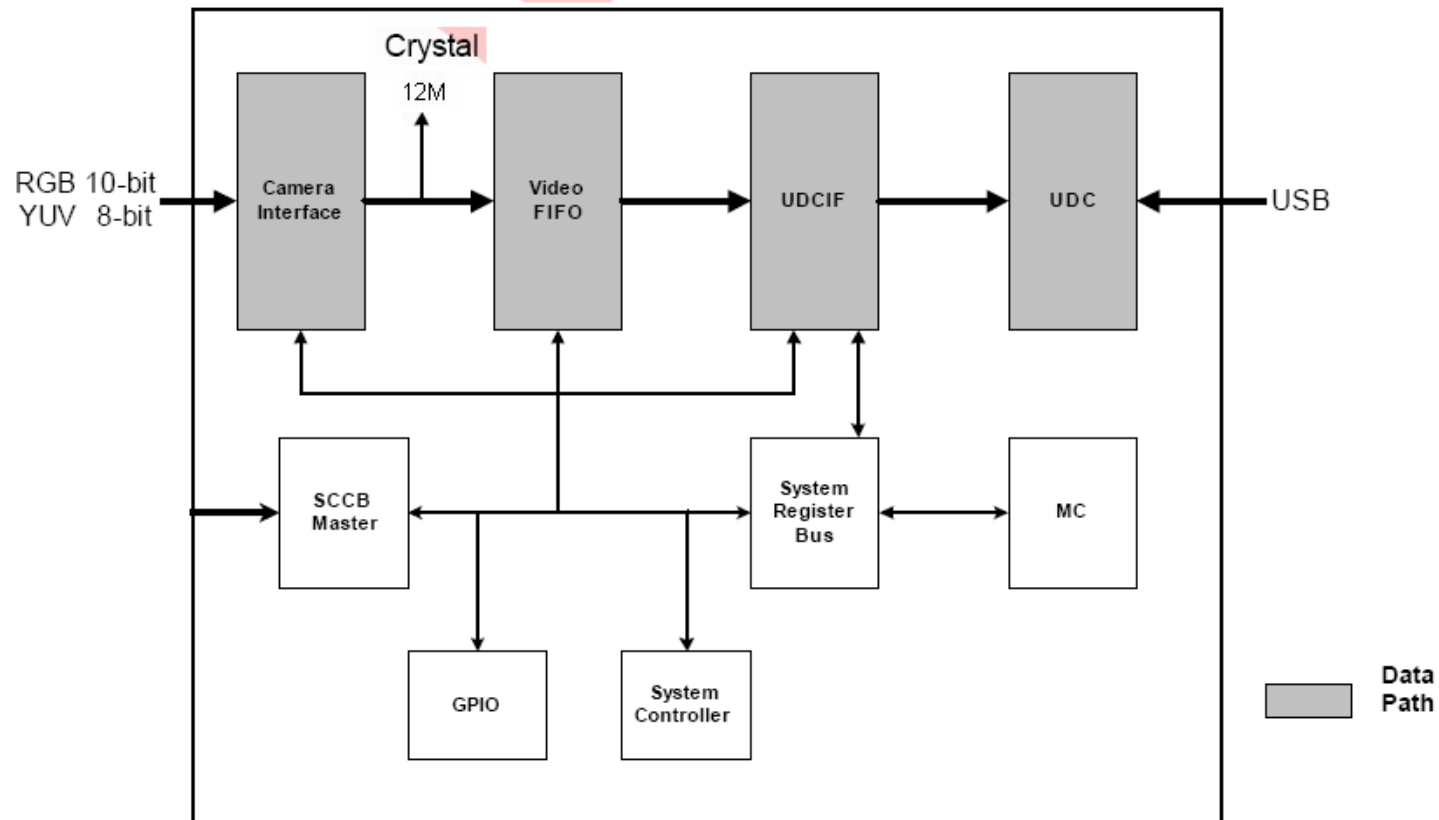 Crystal
12M
RGB 10-bit
YUV 8-bit
Camera
Interface
Video
FIFO
UDCIF
UDC
USB
SCCB
Master
System
Register
Bus
MC
GPIO
System
Controller
Data
Path